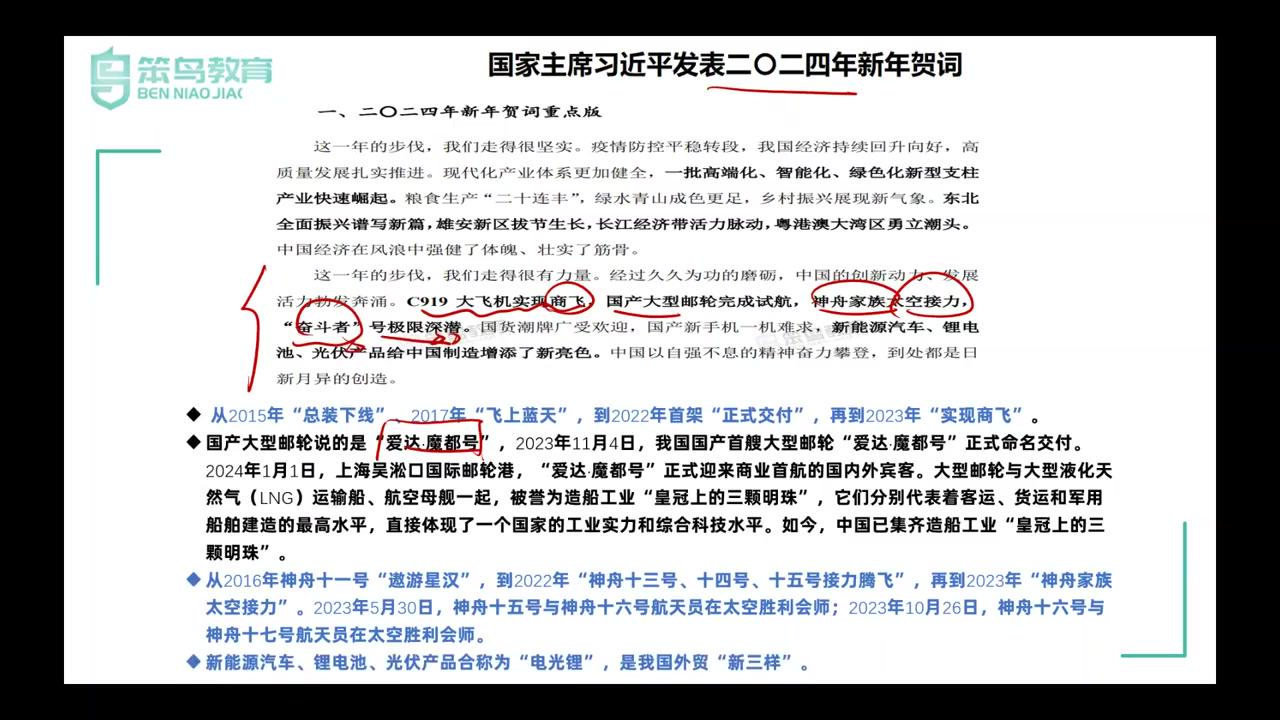 笨鸟教育
BEN NIAO JIAO
国家主席习近平发表二〇二四年新年贺词
一、二〇二四年新年贺词重点版
这一年的步伐，我们走得很坚实。疫情防控平稳转段，我国经济持续回升向好，高
质量发展扎实推进。现代化产业体系更加健全，一批高端化、智能化、绿色化新型支柱
产业快速崛起。粮食生产“二十连丰”，绿水青山成色更足，乡村振兴展现新气象。东北
全面振兴谱写新篇，雄安新区拔节生长，长江经济带活力脉动，粤港澳大湾区勇立潮头。
中国经济在风浪中强健了体魄、壮实了筋骨。
这一年的步伐，我们走得很有力量。经过久久为功的磨砺，中国的创新动力、发展
活力勃发奔涌。C919 大飞机实现商飞，国产大型邮轮完成试航，神舟家族太空接力，
“奋斗者”号极限深潜。国货潮牌广受欢迎，国产新手机一机难求，新能源汽车、锂电
池、光伏产品给中国制造增添了新亮色。中国以自强不息的精神奋力攀登，到处都是日
新月异的创造。
◆ 从2015年“总装下线”、2017年“飞上蓝天”，到2022年首架“正式交付”，再到2023年“实现商飞”。
◆ 国产大型邮轮说的是“爱达·魔都号”，2023年11月4日，我国国产首艘大型邮轮“爱达·魔都号”正式命名交付。
2024年1月1日，上海吴淞口国际邮轮港，“爱达·魔都号”正式迎来商业首航的国内外宾客。大型邮轮与大型液化天
然气（LNG）运输船、航空母舰一起，被誉为造船工业“皇冠上的三颗明珠”，它们分别代表着客运、货运和军用
船舶建造的最高水平，直接体现了一个国家的工业实力和综合科技水平。如今，中国已集齐造船工业“皇冠上的三
颗明珠”。
◆ 从2016年神舟十一号“遨游星汉”，到2022年“神舟十三号、十四号、十五号接力腾飞”，再到2023年“神舟家族
太空接力”。2023年5月30日，神舟十五号与神舟十六号航天员在太空胜利会师；2023年10月26日，神舟十六号与
神舟十七号航天员在太空胜利会师。
◆ 新能源汽车、锂电池、光伏产品合称为“电光锂”，是我国外贸“新三样”。